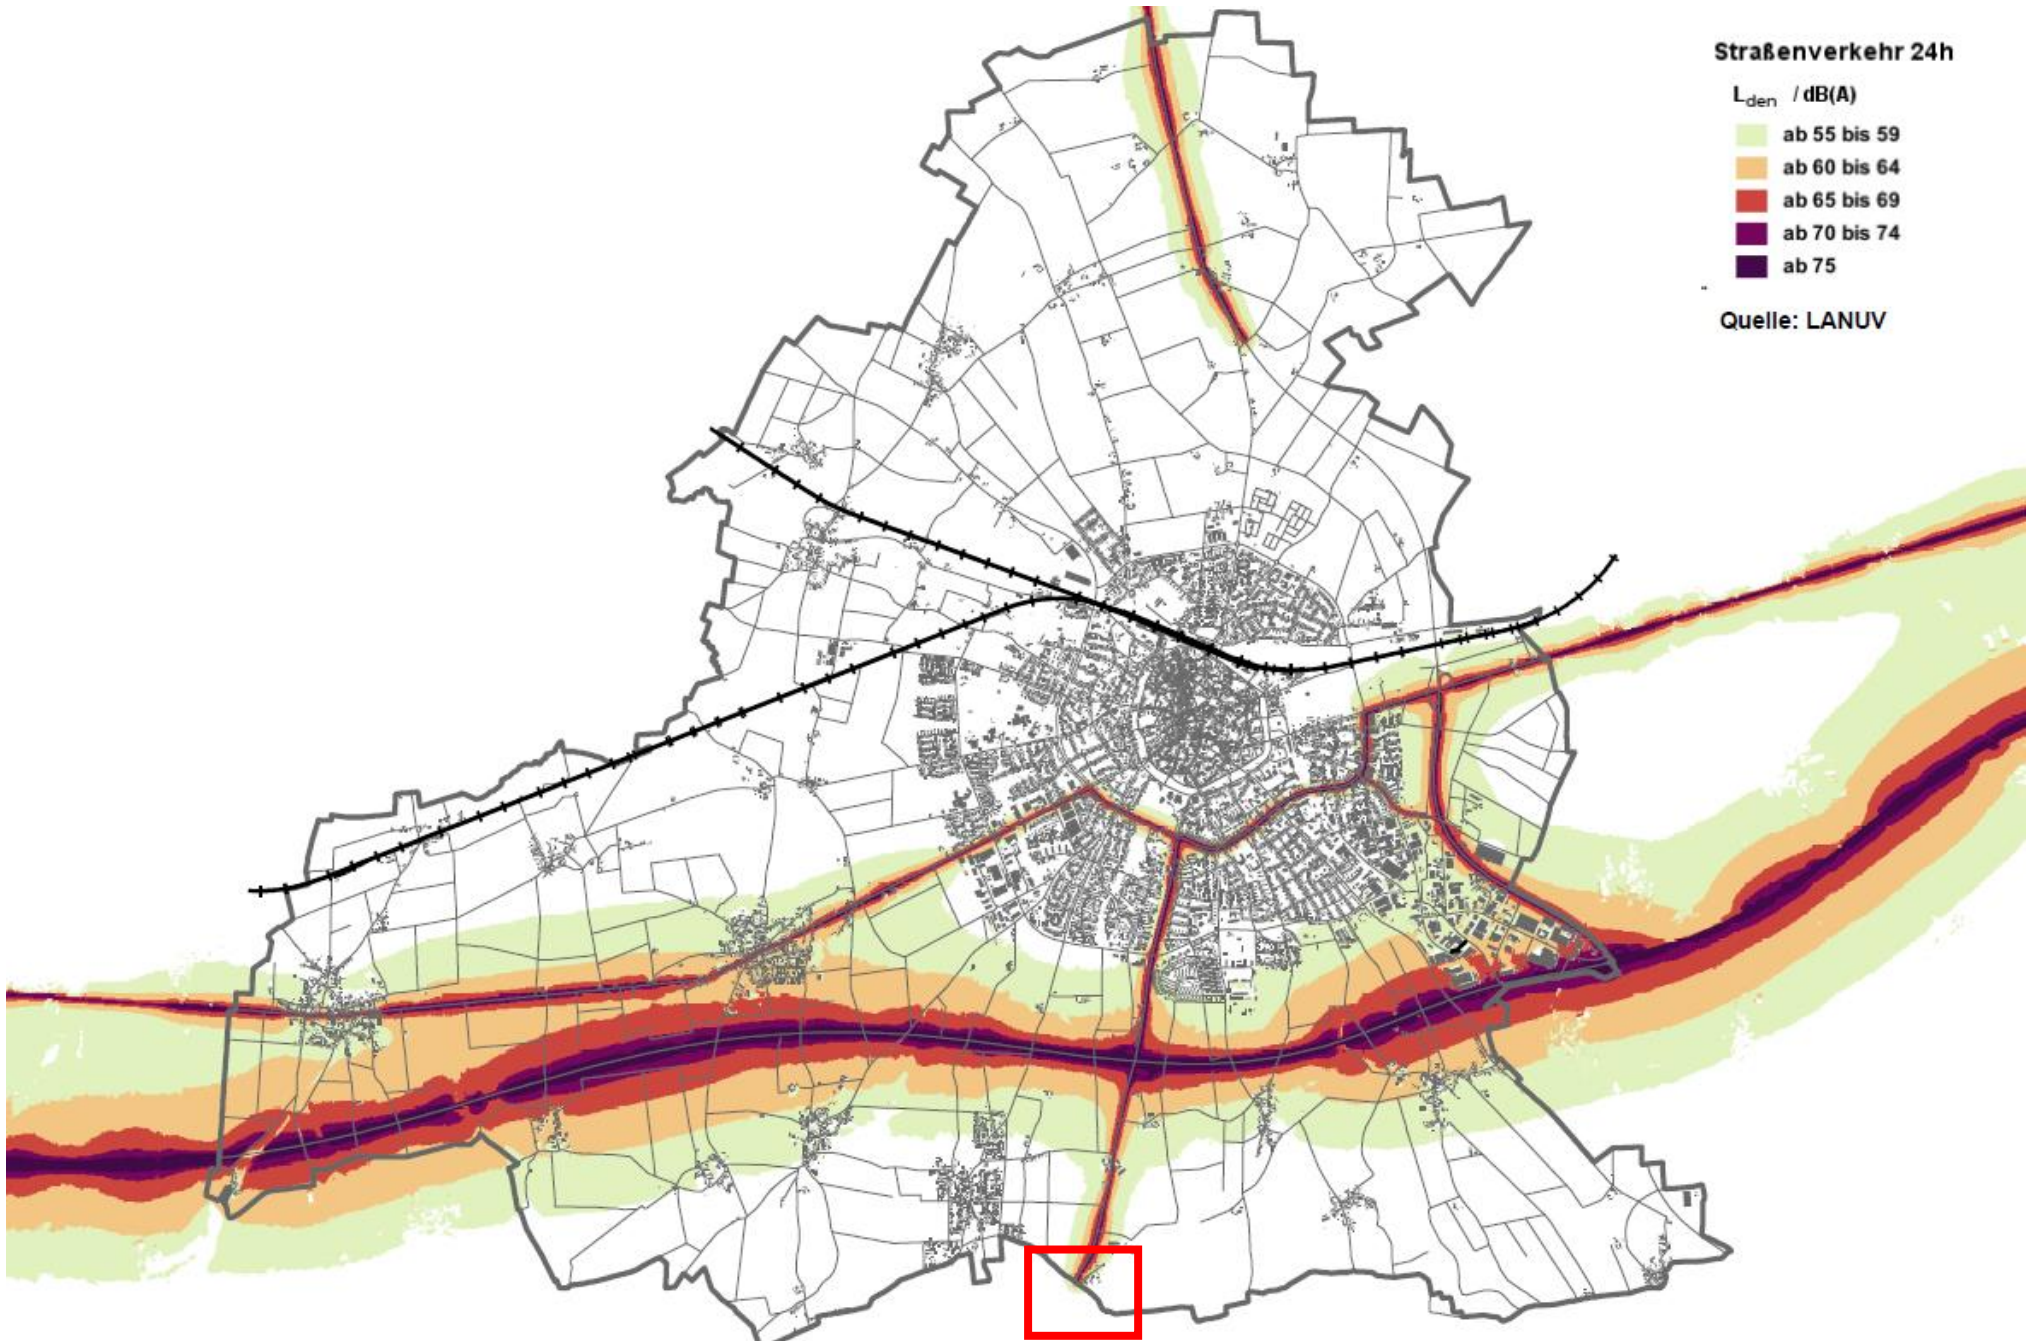 Straßenverkehr 24h
Lden / dB(A)
ab 55 bis 59
ab 60 bis 64
ab 65 bis 69
ab 70 bis 74
ab 75
Quelle: LANUV